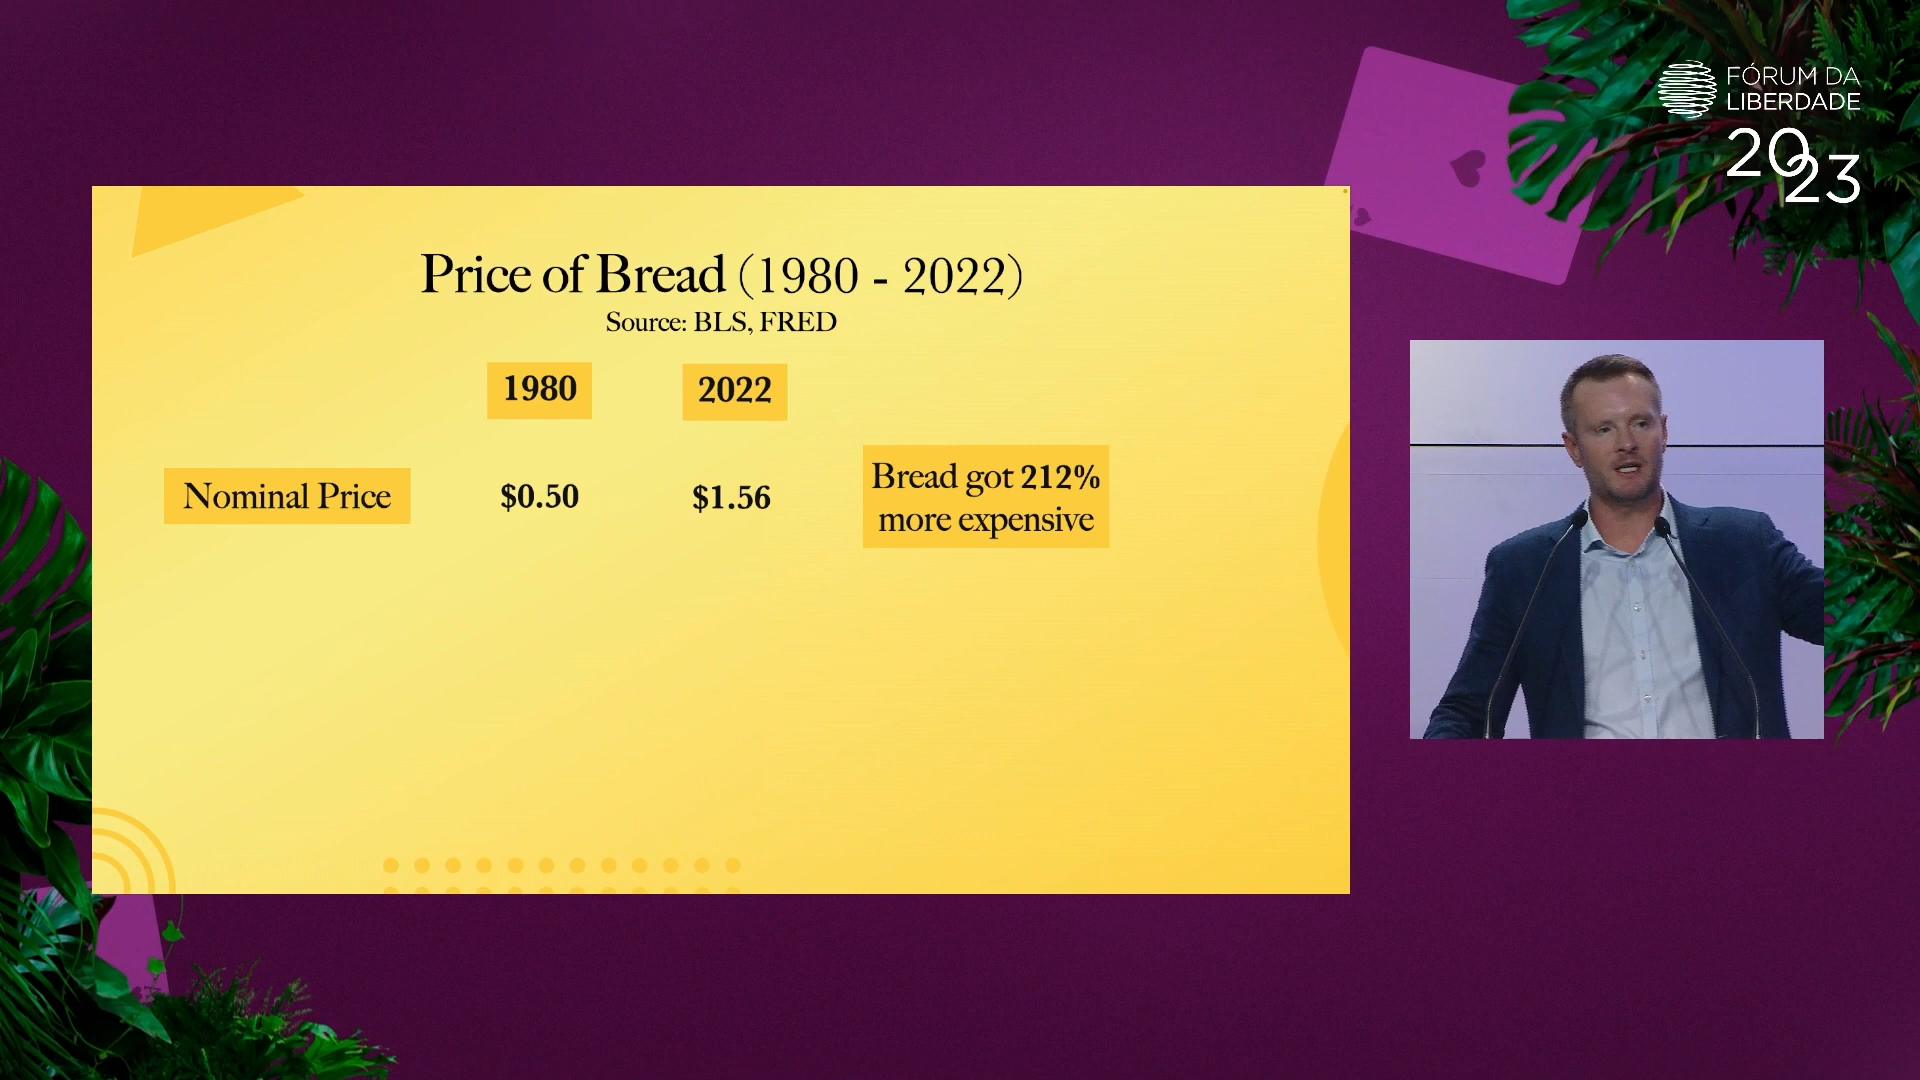 FÓRUM DA
LIBERDADE
2023
Price of Bread (1980 - 2022)
Source: BLS, FRED
1980 2022
Nominal Price $0.50 $1.56
Bread got 212%
more expensive